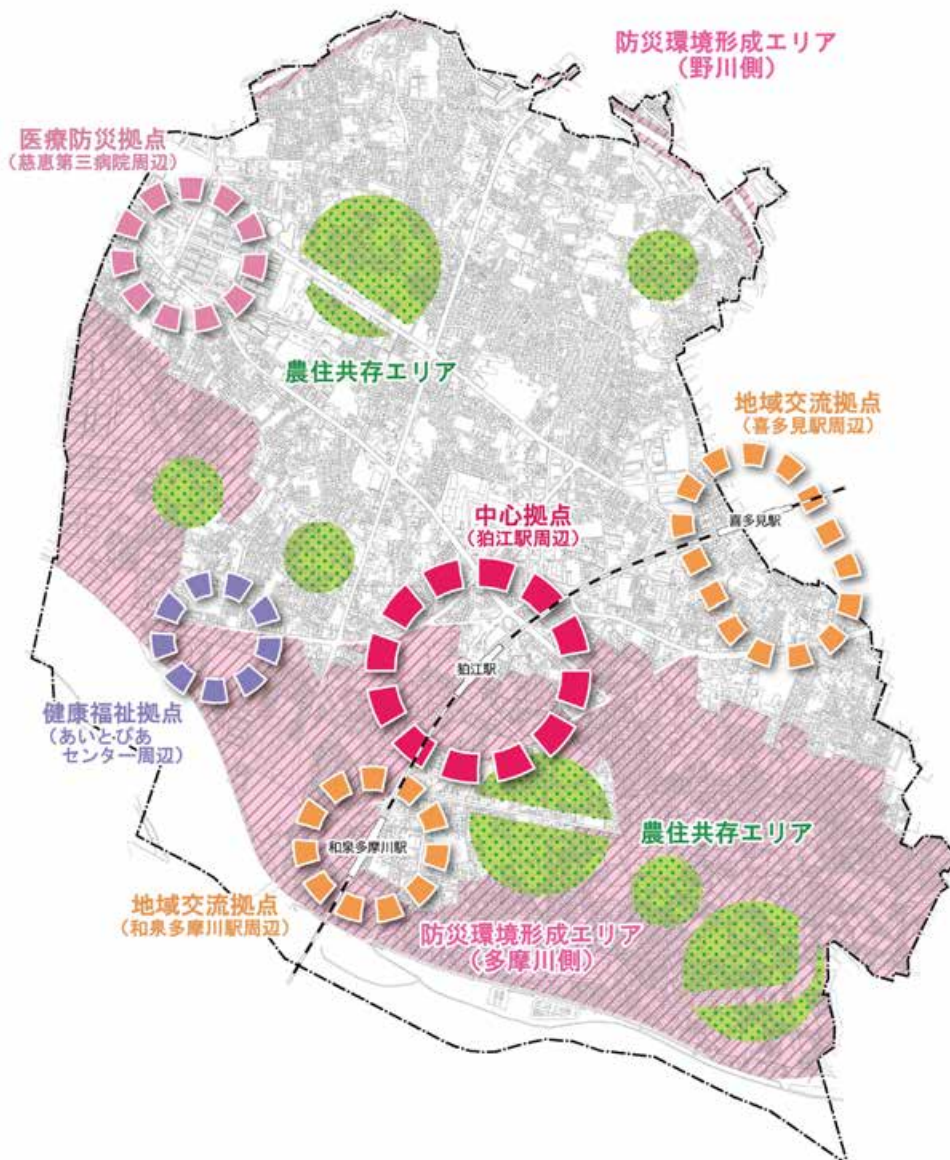 防災環境形成エリア
（野川側）
医療防災拠点
（慈恵第三病院周辺）
農住共存エリア
地域交流拠点
（喜多見駅周辺）
喜多見駅
中心拠点
（狛江駅周辺）
狛江駅
健康福祉拠点
（あいとぴあ
センター周辺）
和泉多摩川駅
農住共存エリア
地域交流拠点
（和泉多摩川駅周辺）
防災環境形成エリア
（多摩川側）